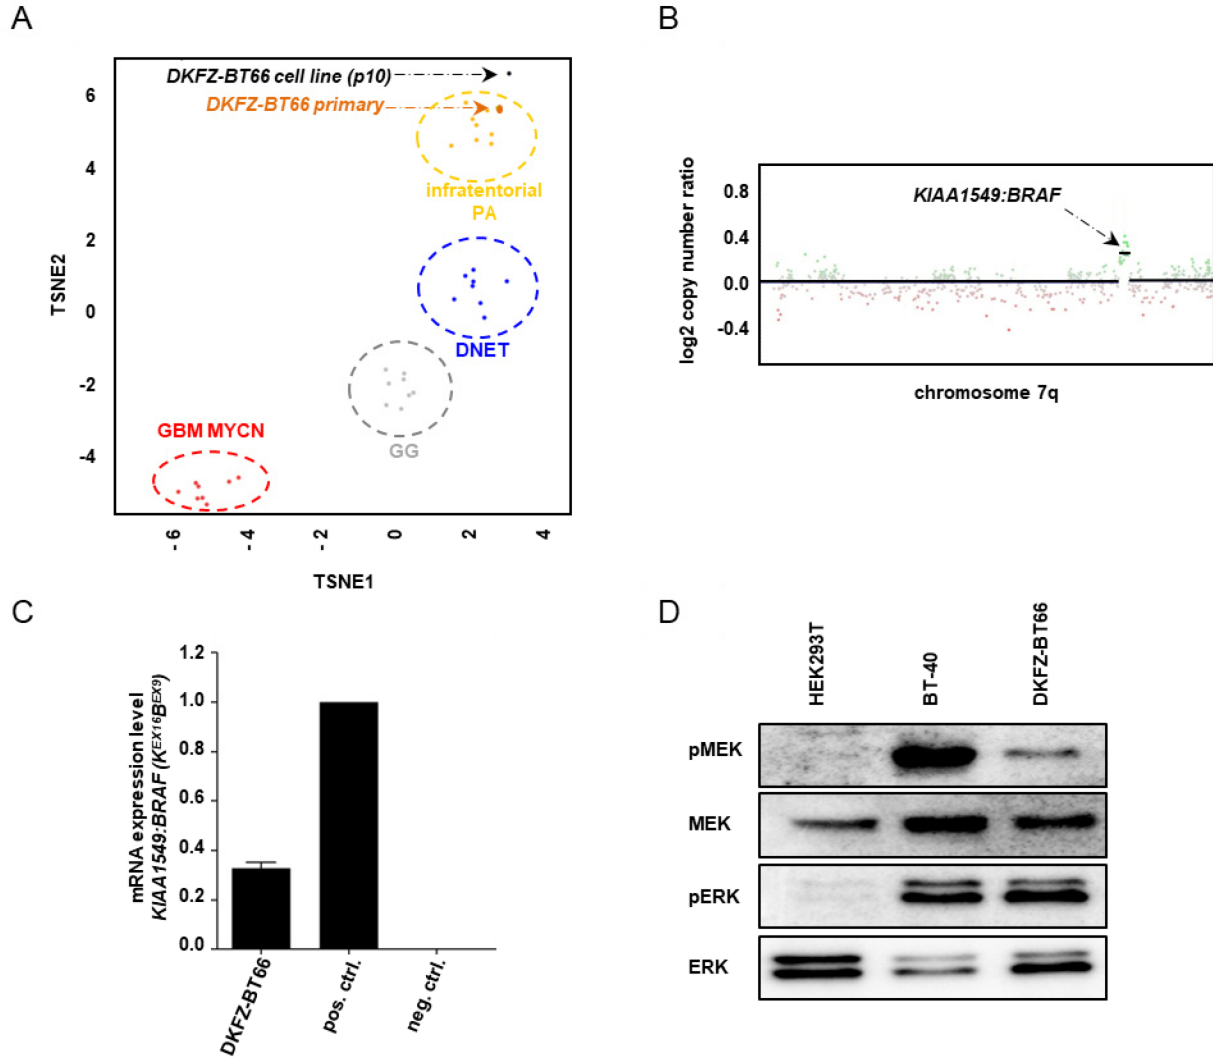 A
DKFZ-BT66 cell line (p10)
DKFZ-BT66 primary
infratentorial
PA
DNET
GG
GBM MYCN
6
4
2
0
-2
-4
TSNE2
- 6
- 4
- 2
0
2
4
TSNE1
B
KIAA1549:BRAF
0.8
0.4
0.0
-0.4
log2 copy number ratio
chromosome 7q
C
mRNA expression level
KIAA1549:BRAF (K^EX16B^EX9)
1.2
1.0
0.8
0.6
0.4
0.2
0.0
DKFZ-BT66
pos. ctrl.
neg. ctrl.
D
HEK293T
BT-40
DKFZ-BT66
pMEK
MEK
pERK
ERK